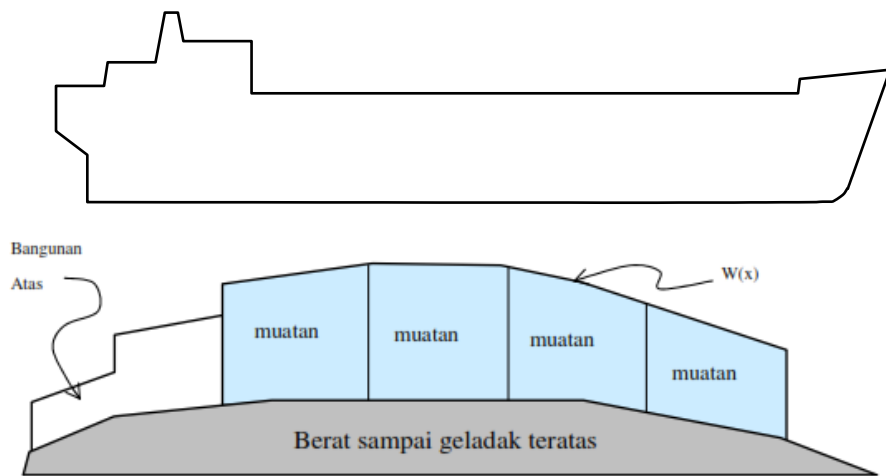 Bangunan
Atas
W(x)
muatan
muatan
muatan
muatan
Berat sampai geladak teratas